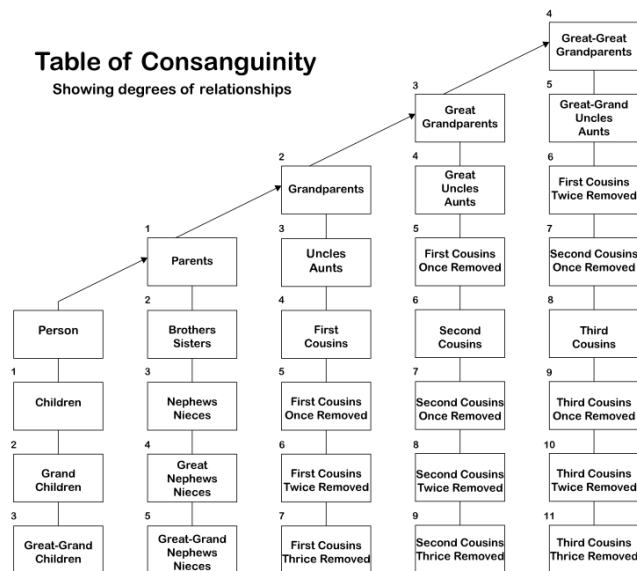 Table of Consanguinity
Showing degrees of relationships
4
Great-Great
Grandparents
3
Great
Grandparents
5
Great-Grand
Uncles
Aunts
2
Grandparents
4
Great
Uncles
Aunts
6
First Cousins
Twice Removed
1
Parents
3
Uncles
Aunts
5
First Cousins
Once Removed
7
Second Cousins
Once Removed
Person
2
Brothers
Sisters
4
First
Cousins
6
Second
Cousins
8
Third
Cousins
1
Children
3
Nephews
Nieces
5
First Cousins
Once Removed
7
Second Cousins
Once Removed
9
Third Cousins
Once Removed
2
Grand
Children
4
Great
Nephews
Nieces
6
First Cousins
Twice Removed
8
Second Cousins
Twice Removed
10
Third Cousins
Twice Removed
3
Great-Grand
Children
5
Great-Grand
Nephews
Nieces
7
First Cousins
Thrice Removed
9
Second Cousins
Thrice Removed
11
Third Cousins
Thrice Removed